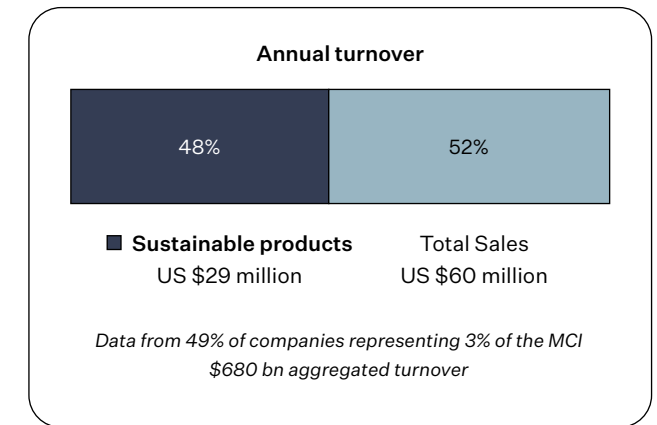 Annual turnover
48%
52%
Sustainable products
US $29 million
Total Sales
US $60 million
Data from 49% of companies representing 3% of the MCI
$680 bn aggregated turnover